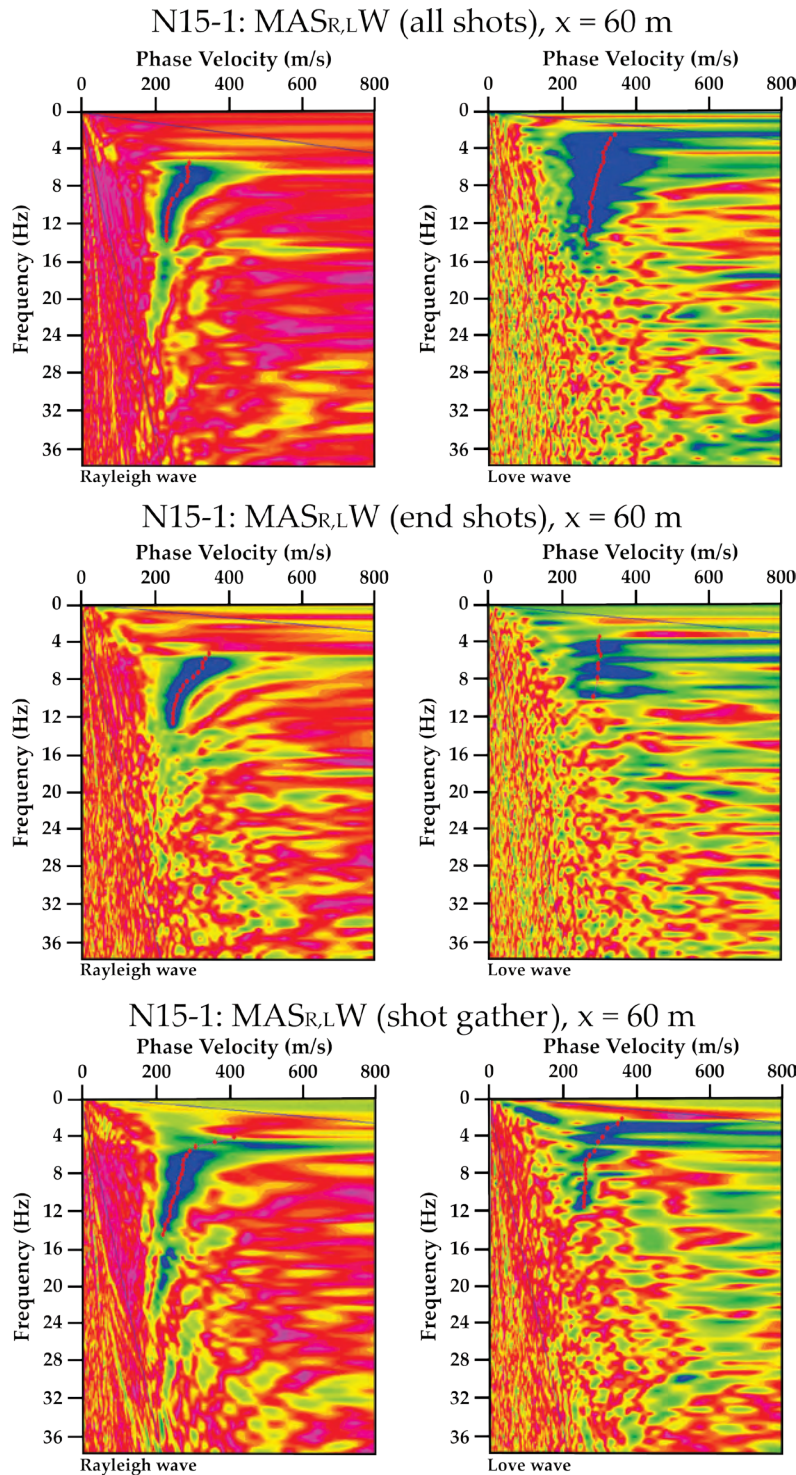 N15-1: MASR,LW (all shots), x = 60 m
Phase Velocity (m/s) Phase Velocity (m/s)
0 200 400 600 800 0 200 400 600 800
Frequency (Hz) Frequency (Hz)
0 0
4 4
8 8
12 12
16 16
20 20
24 24
28 28
32 32
36 36
Rayleigh wave Love wave
N15-1: MASR,LW (end shots), x = 60 m
Phase Velocity (m/s) Phase Velocity (m/s)
0 200 400 600 800 0 200 400 600 800
Frequency (Hz) Frequency (Hz)
0 0
4 4
8 8
12 12
16 16
20 20
24 24
28 28
32 32
36 36
Rayleigh wave Love wave
N15-1: MASR,LW (shot gather), x = 60 m
Phase Velocity (m/s) Phase Velocity (m/s)
0 200 400 600 800 0 200 400 600 800
Frequency (Hz) Frequency (Hz)
0 0
4 4
8 8
12 12
16 16
20 20
24 24
28 28
32 32
36 36
Rayleigh wave Love wave